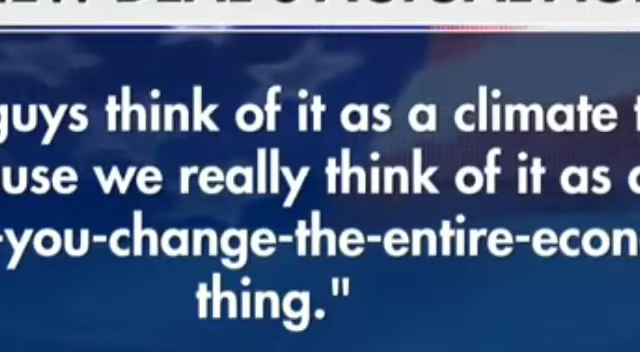 guys think of it as a climate
use we really think of it as
-you-change-the-entire-econ
thing."